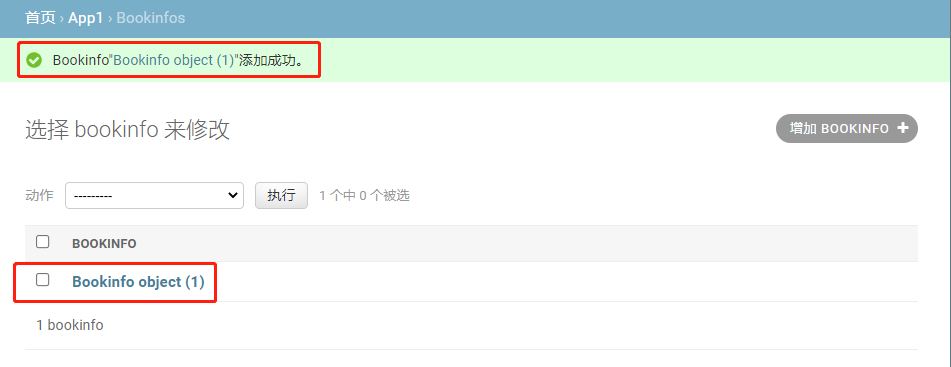 首页 › App1 › Bookinfos
Bookinfo"Bookinfo object (1)"添加成功。
选择 bookinfo 来修改
增加 BOOKINFO +
动作 --------- 执行 1 个中 0 个被选
BOOKINFO
Bookinfo object (1)
1 bookinfo